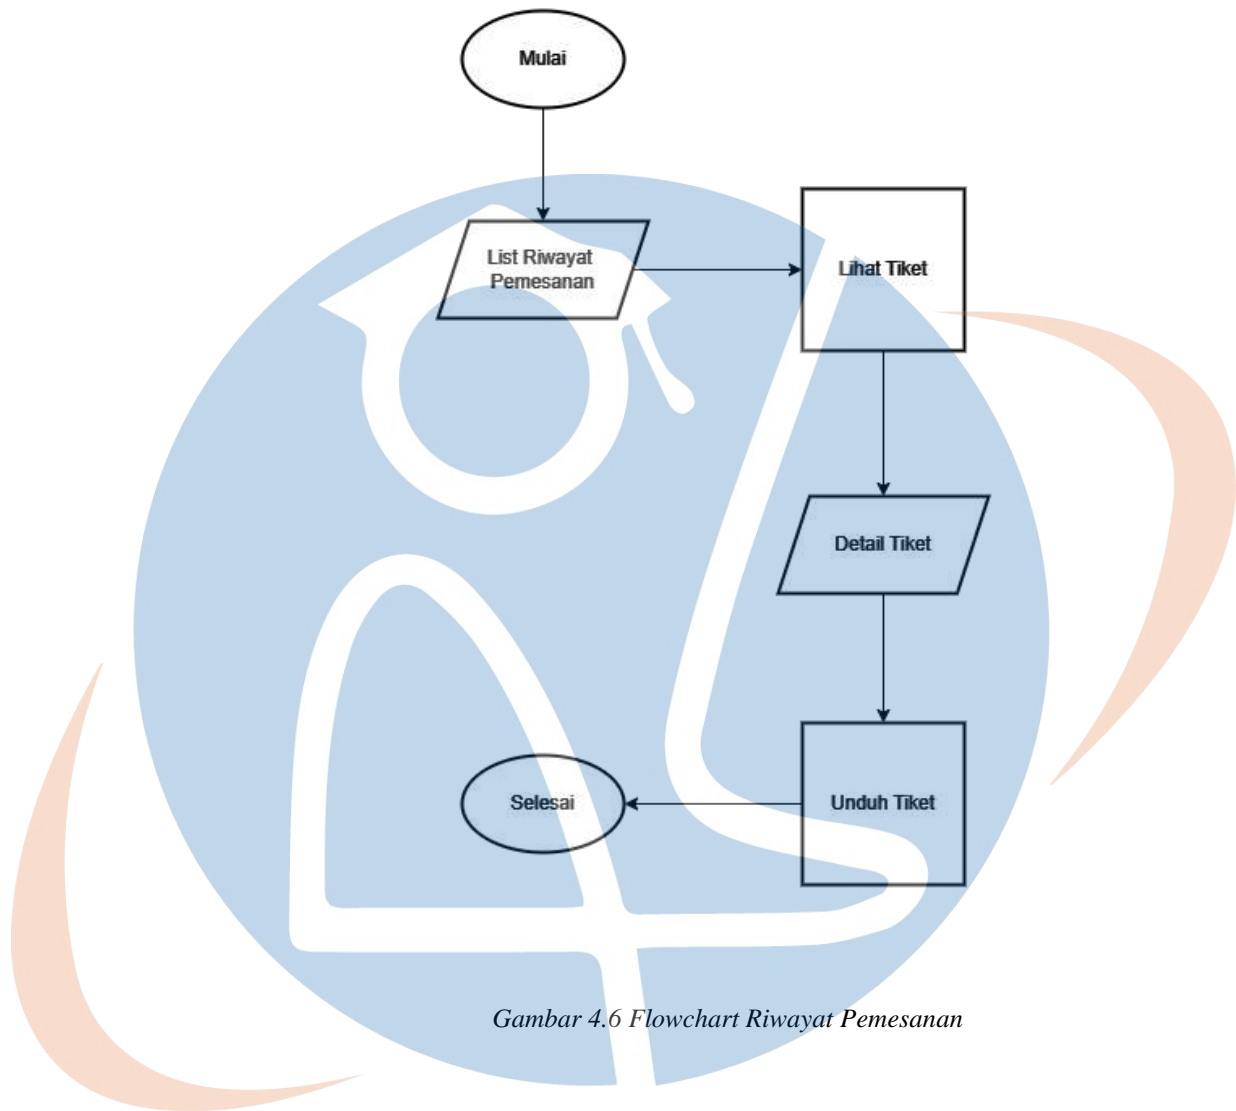 Mulai
List Riwayat
Pemesanan
Lihat Tiket
Detail Tiket
Unduh Tiket
Selesai
Gambar 4.6 Flowchart Riwayat Pemesanan